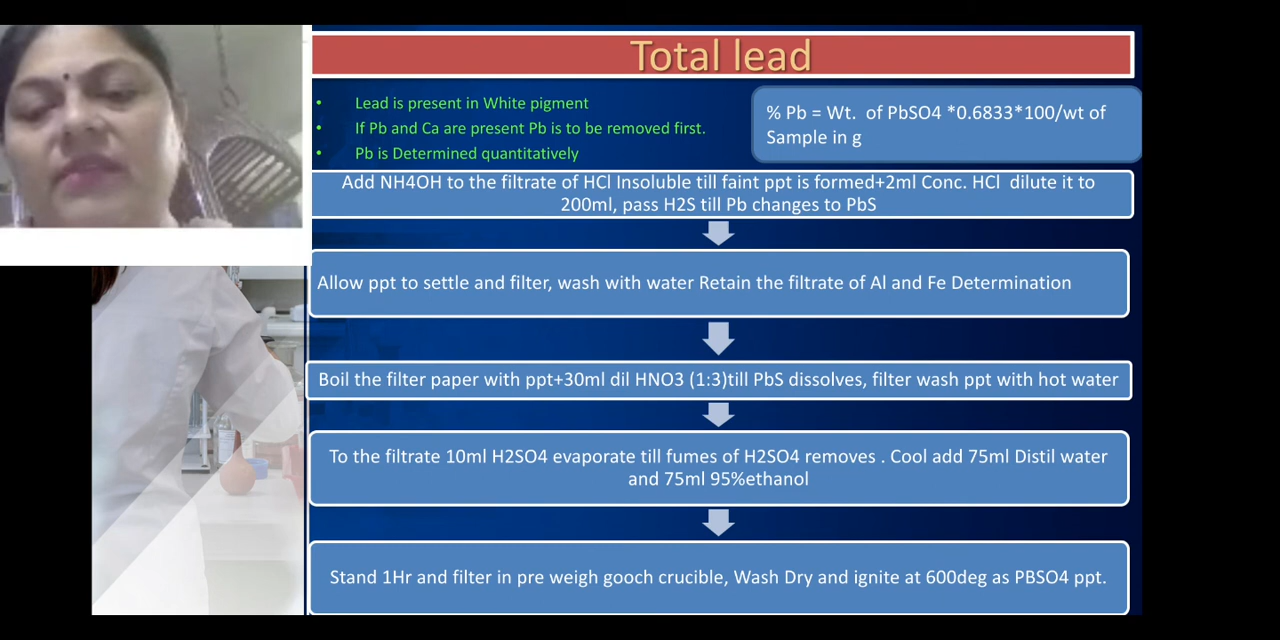 Total lead
• Lead is present in White pigment
• If Pb and Ca are present Pb is to be removed first.
• Pb is Determined quantitatively
% Pb = Wt. of PbSO4 *0.6833*100/wt of
Sample in g
Add NH4OH to the filtrate of HCl Insoluble till faint ppt is formed+2ml Conc. HCl dilute it to
200ml, pass H2S till Pb changes to PbS
Allow ppt to settle and filter, wash with water Retain the filtrate of Al and Fe Determination
Boil the filter paper with ppt+30ml dil HNO3 (1:3)till PbS dissolves, filter wash ppt with hot water
To the filtrate 10ml H2SO4 evaporate till fumes of H2SO4 removes . Cool add 75ml Distil water
and 75ml 95%ethanol
Stand 1Hr and filter in pre weigh gooch crucible, Wash Dry and ignite at 600deg as PBSO4 ppt.